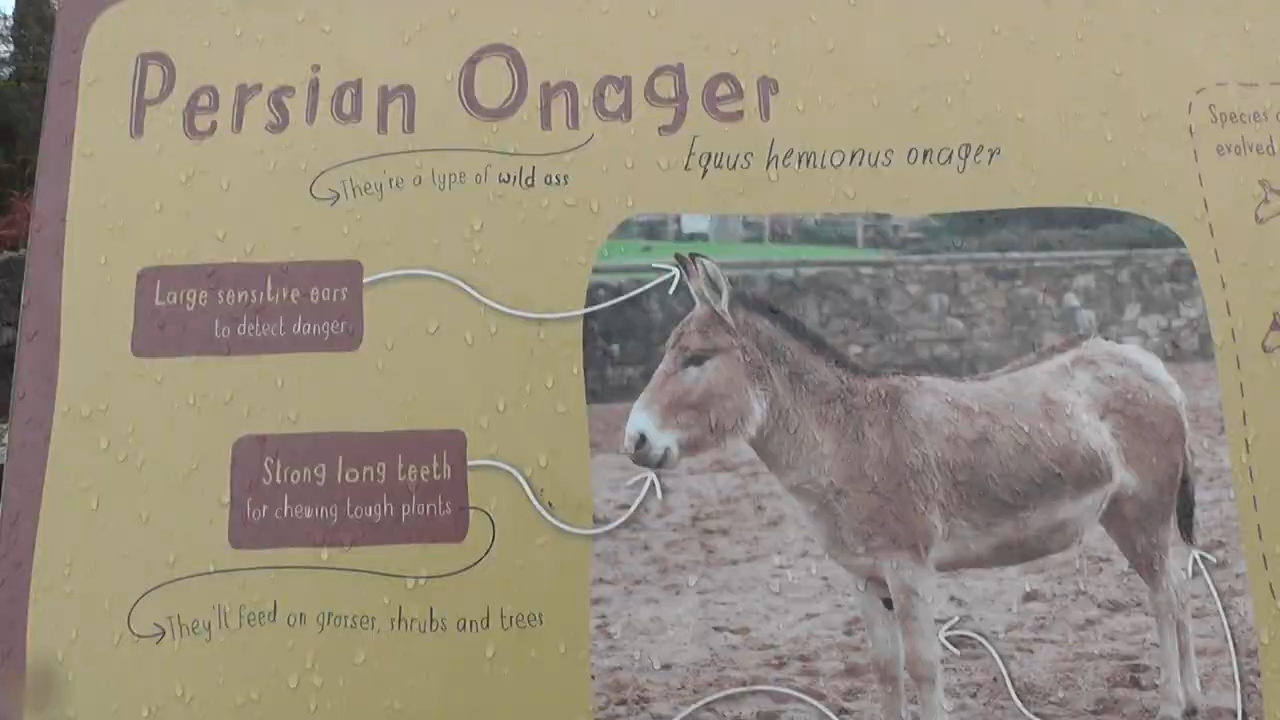 Persian Onager
Equus hemionus onager
They're a type of wild ass
Large sensitive ears
to detect danger.
Strong long teeth
for chewing tough plants
They'll feed on grasses, shrubs and trees
Species
evolved